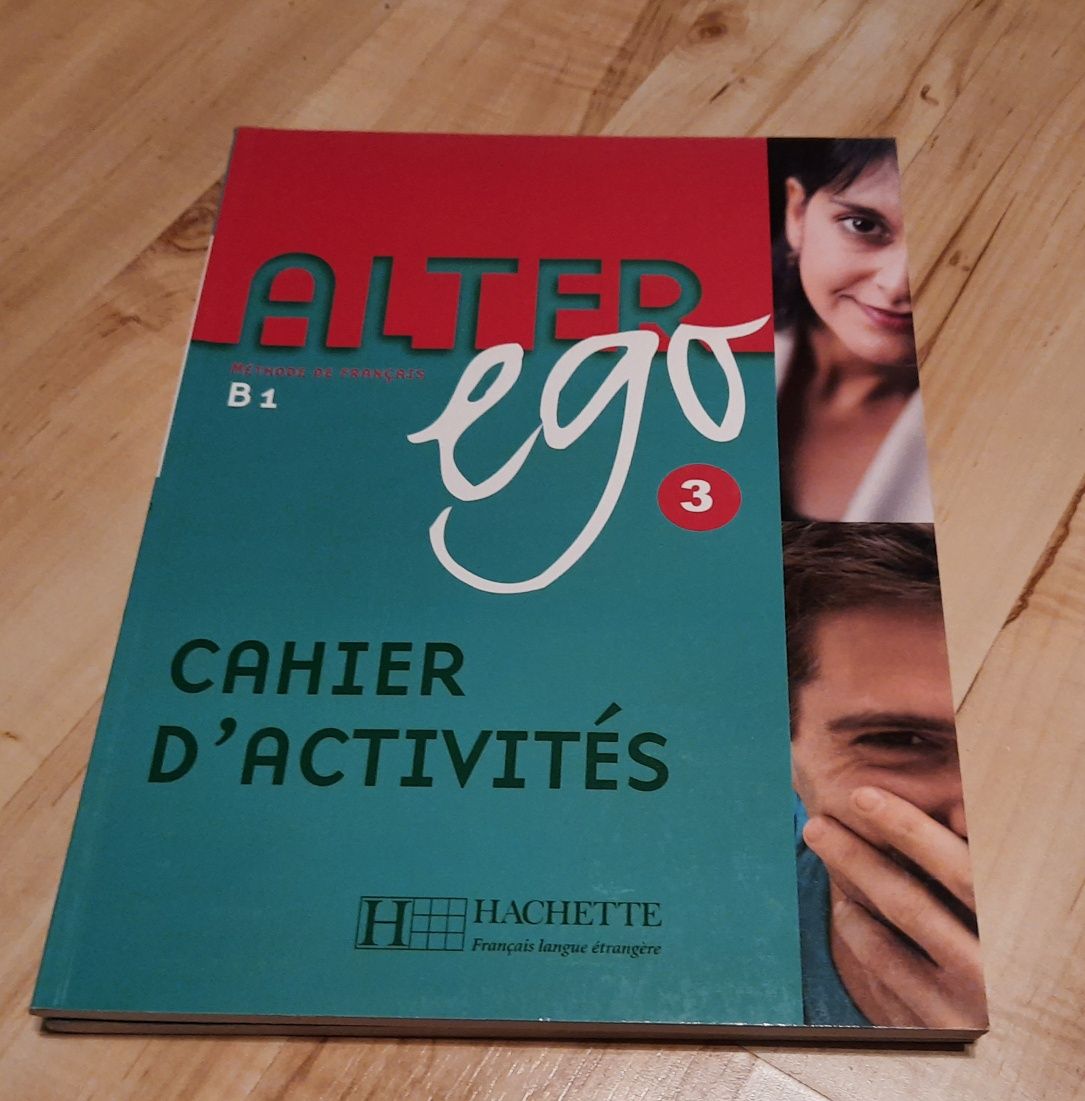 ALTER
ego
MÉTHODE DE FRANÇAIS
B1
3
CAHIER
D'ACTIVITÉS
H HACHETTE
Français langue étrangère